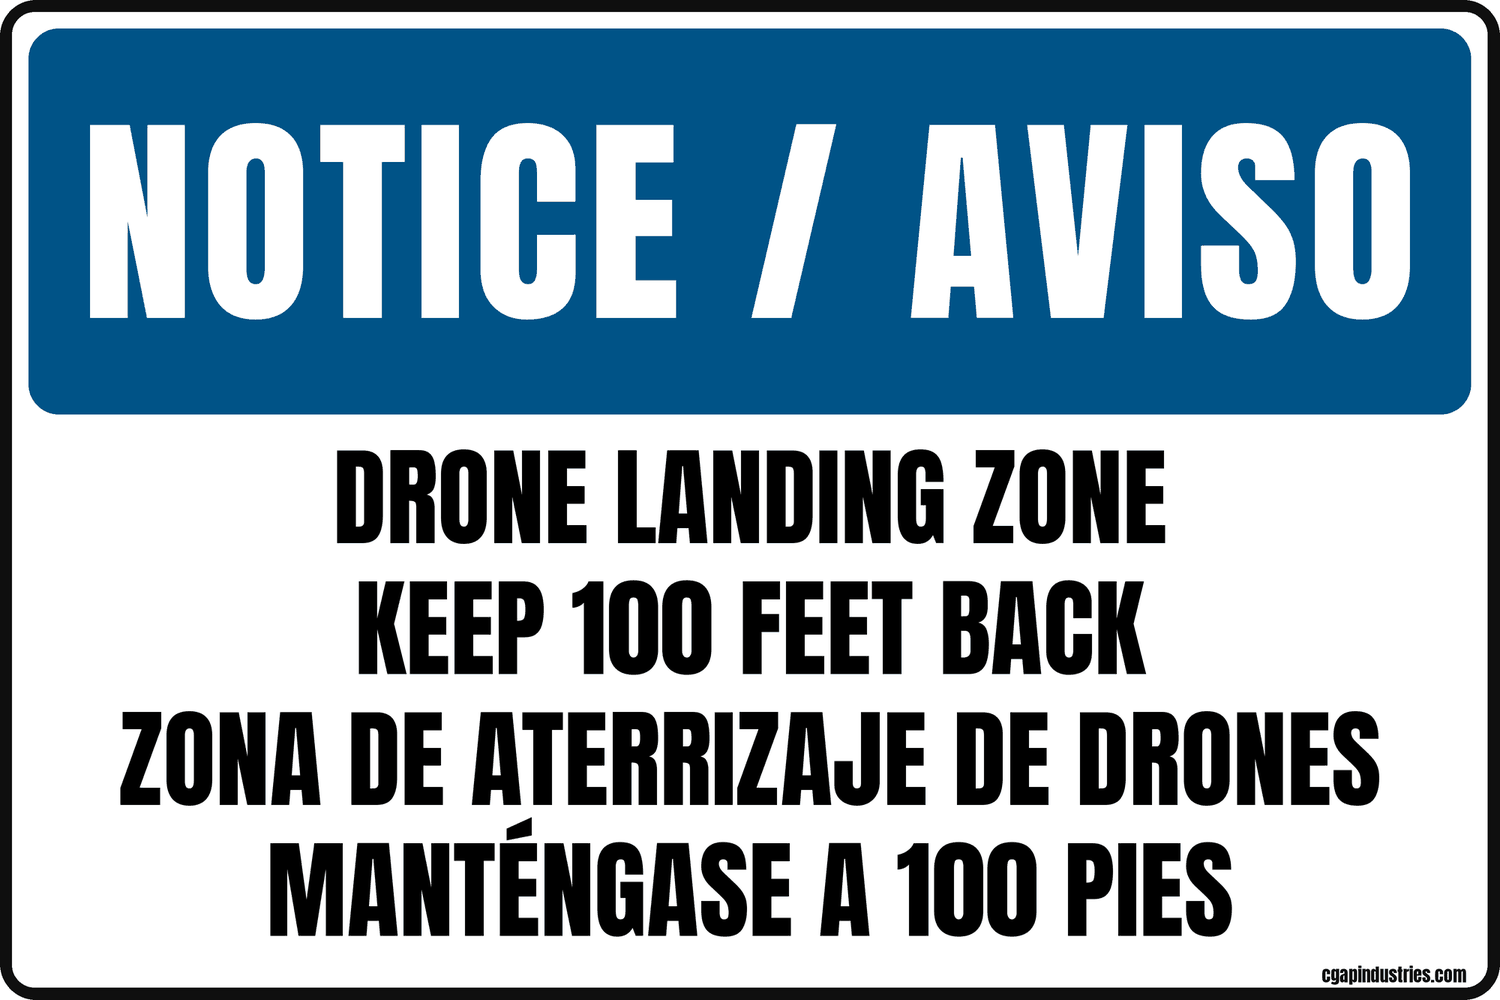 NOTICE / AVISO
DRONE LANDING ZONE
KEEP 100 FEET BACK
ZONA DE ATERRIZAJE DE DRONES
MANTÉNGASE A 100 PIES
cgapindustries.com